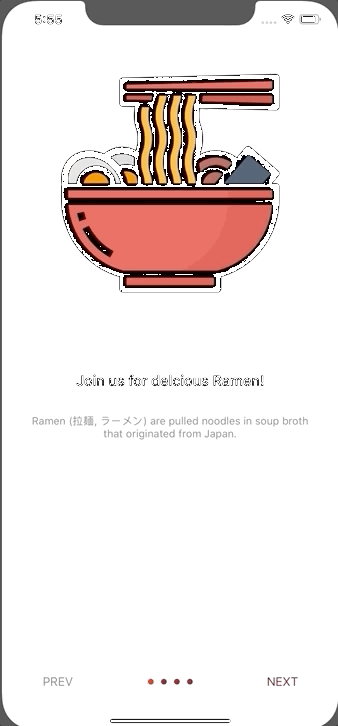 5:55
Join us for delcious Ramen!
Ramen (拉麺, ラーメン) are pulled noodles in soup broth
that originated from Japan.
PREV
NEXT